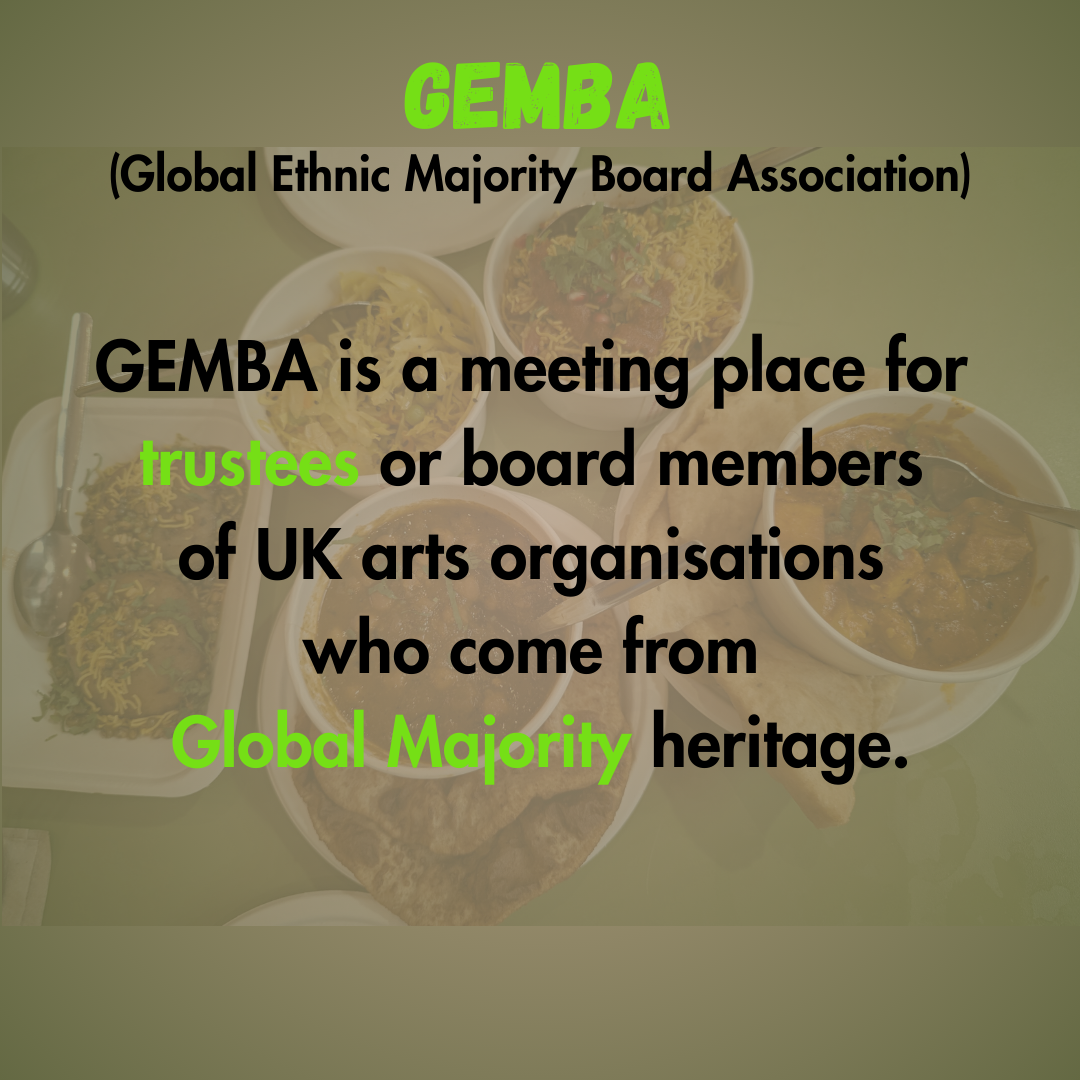 GEMBA
(Global Ethnic Majority Board Association)
GEMBA is a meeting place for
trustees or board members
of UK arts organisations
who come from
Global Majority heritage.